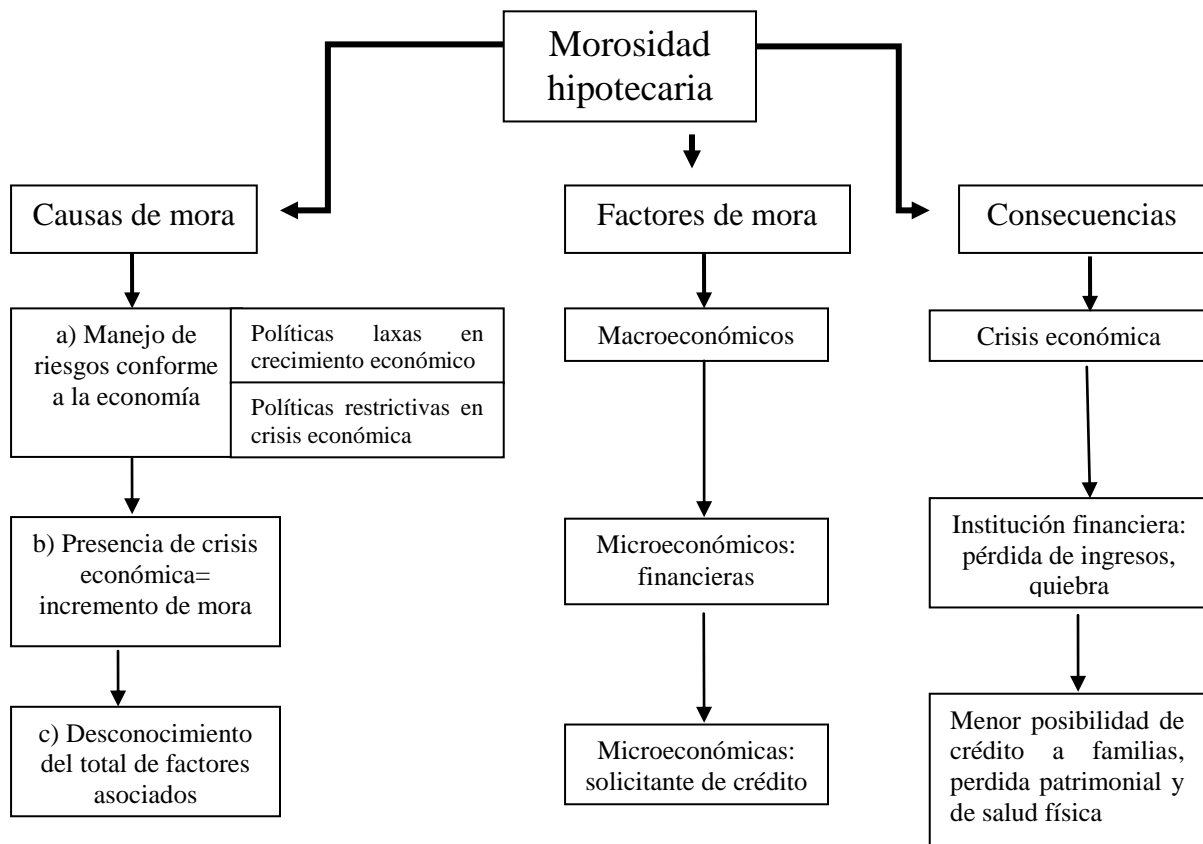 Morosidad
hipotecaria
Causas de mora
a) Manejo de
riesgos conforme
a la economía
Políticas laxas en
crecimiento económico
Políticas restrictivas en
crisis económica
b) Presencia de crisis
económica=
incremento de mora
c) Desconocimiento
del total de factores
asociados
Factores de mora
Macroeconómicos
Microeconómicos:
financieras
Microeconómicas:
solicitante de crédito
Consecuencias
Crisis económica
Institución financiera:
pérdida de ingresos,
quiebra
Menor posibilidad de
crédito a familias,
perdida patrimonial y
de salud física